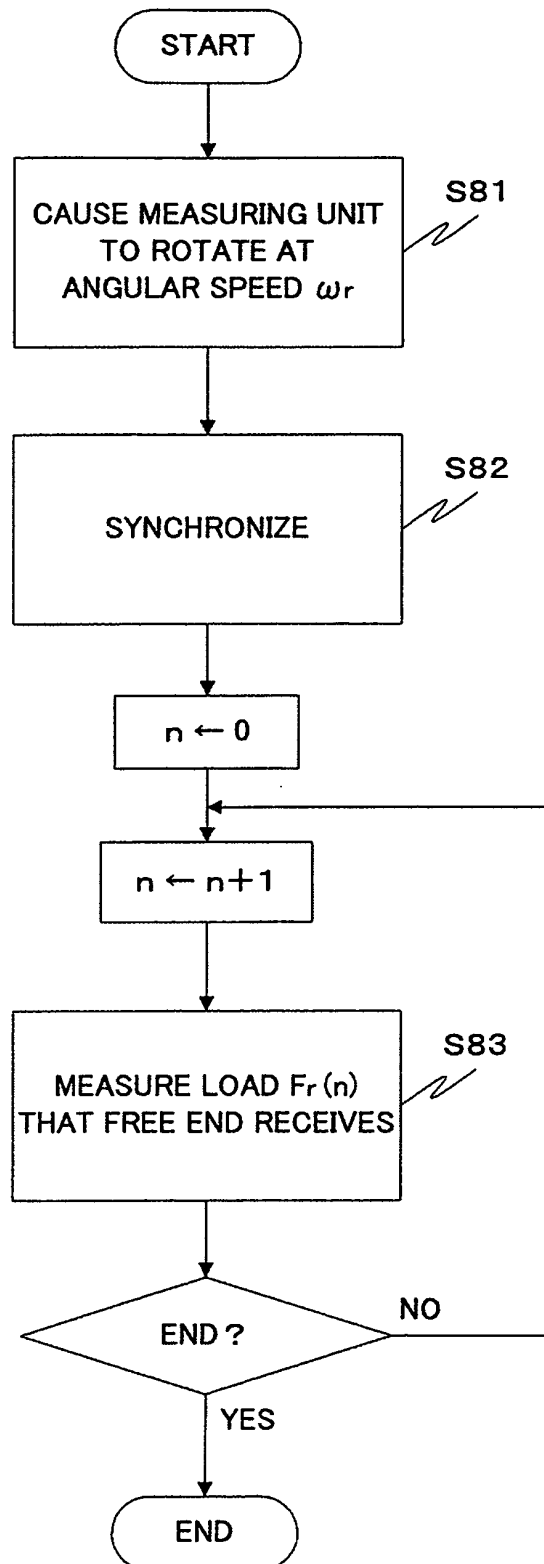 START
CAUSE MEASURING UNIT
TO ROTATE AT
ANGULAR SPEED ωr
S81
SYNCHRONIZE
S82
n ← 0
n ← n+1
MEASURE LOAD Fr (n)
THAT FREE END RECEIVES
S83
END ?
NO
YES
END